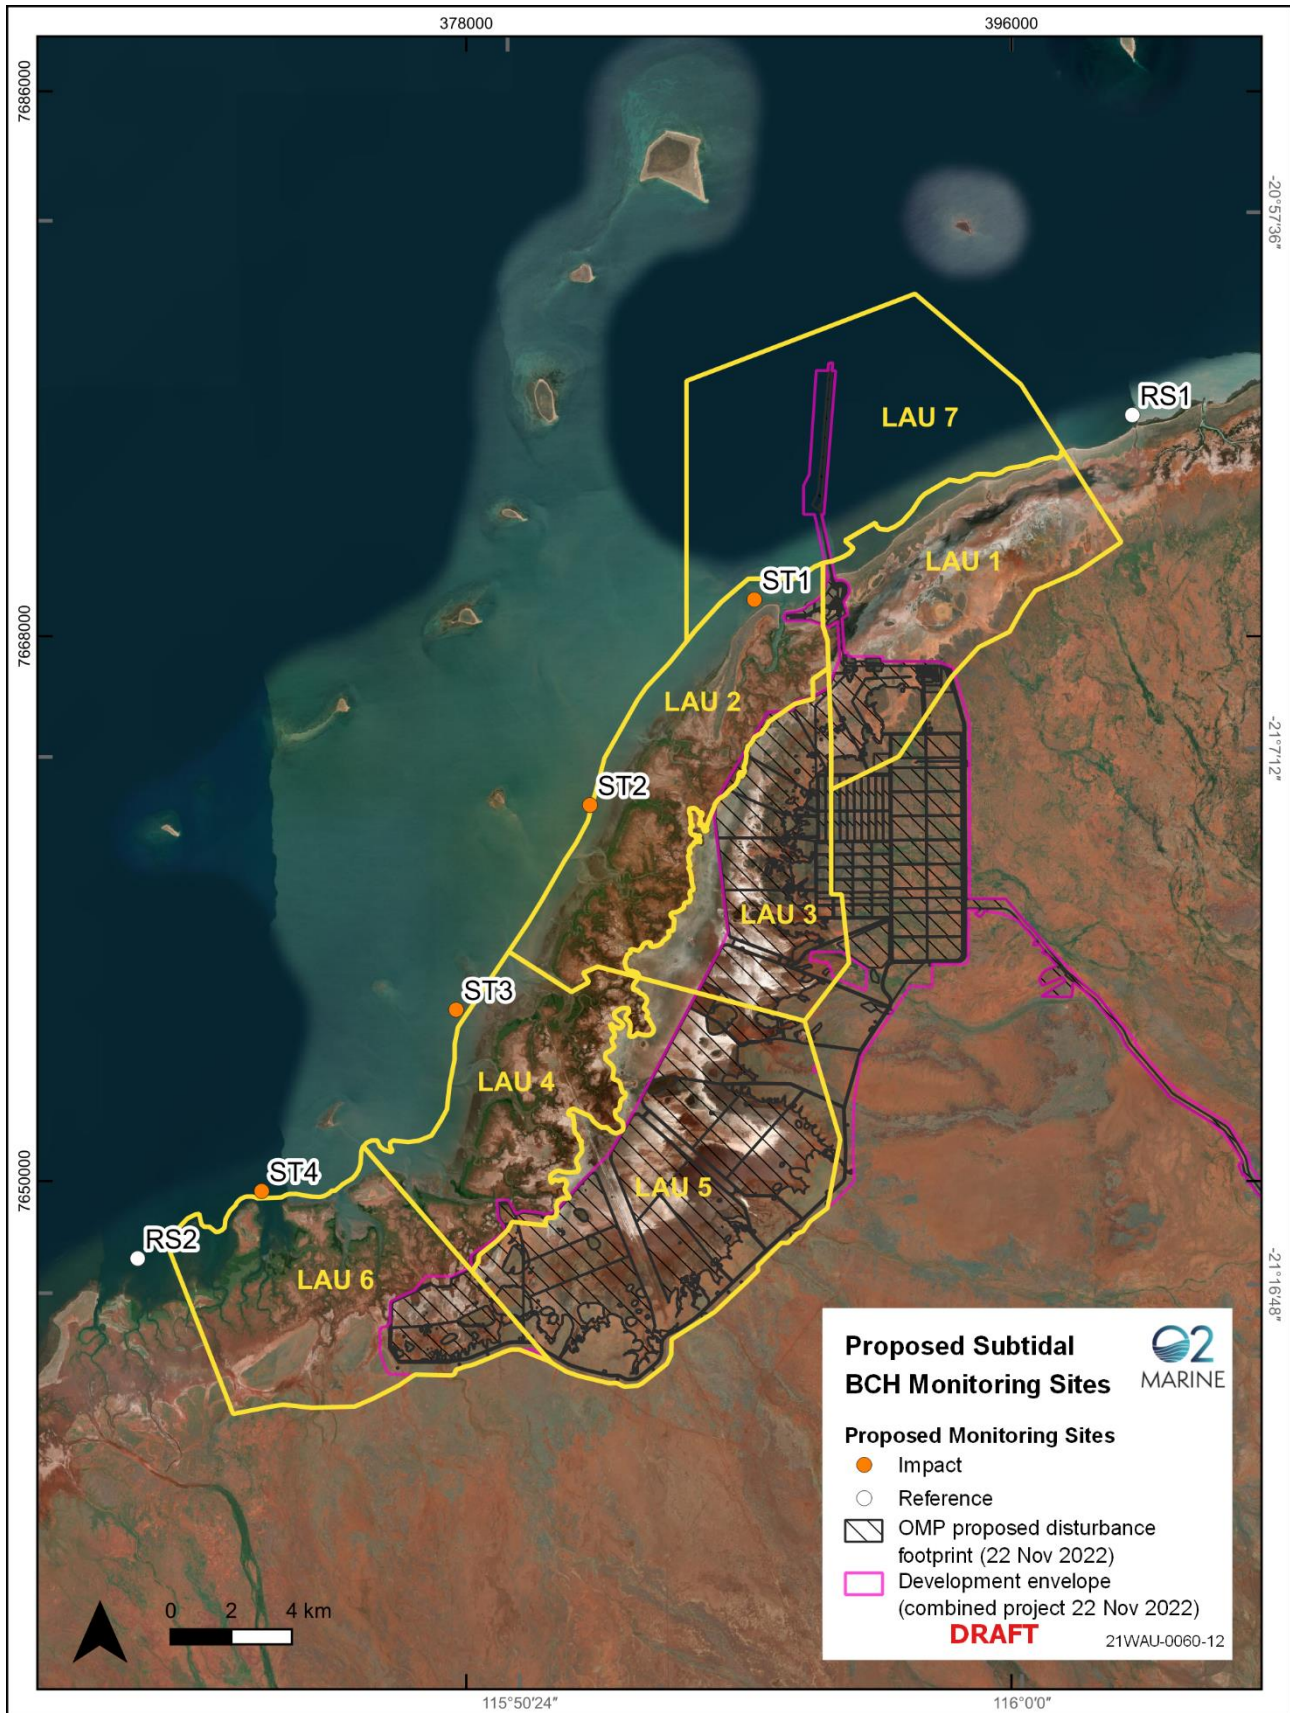 378000
396000
7686000
-20°57'36"
RS1
LAU 7
LAU 1
ST1
7668000
LAU 2
-21°7'12"
ST2
LAU 3
ST3
LAU 4
7650000
ST4
LAU 5
RS2
LAU 6
-21°16'48"
Proposed Subtidal
BCH Monitoring Sites
O2
MARINE
Proposed Monitoring Sites
Impact
Reference
OMP proposed disturbance
footprint (22 Nov 2022)
Development envelope
(combined project 22 Nov 2022)
DRAFT
21WAU-0060-12
0 2 4 km
115°50'24"
116°0'0"